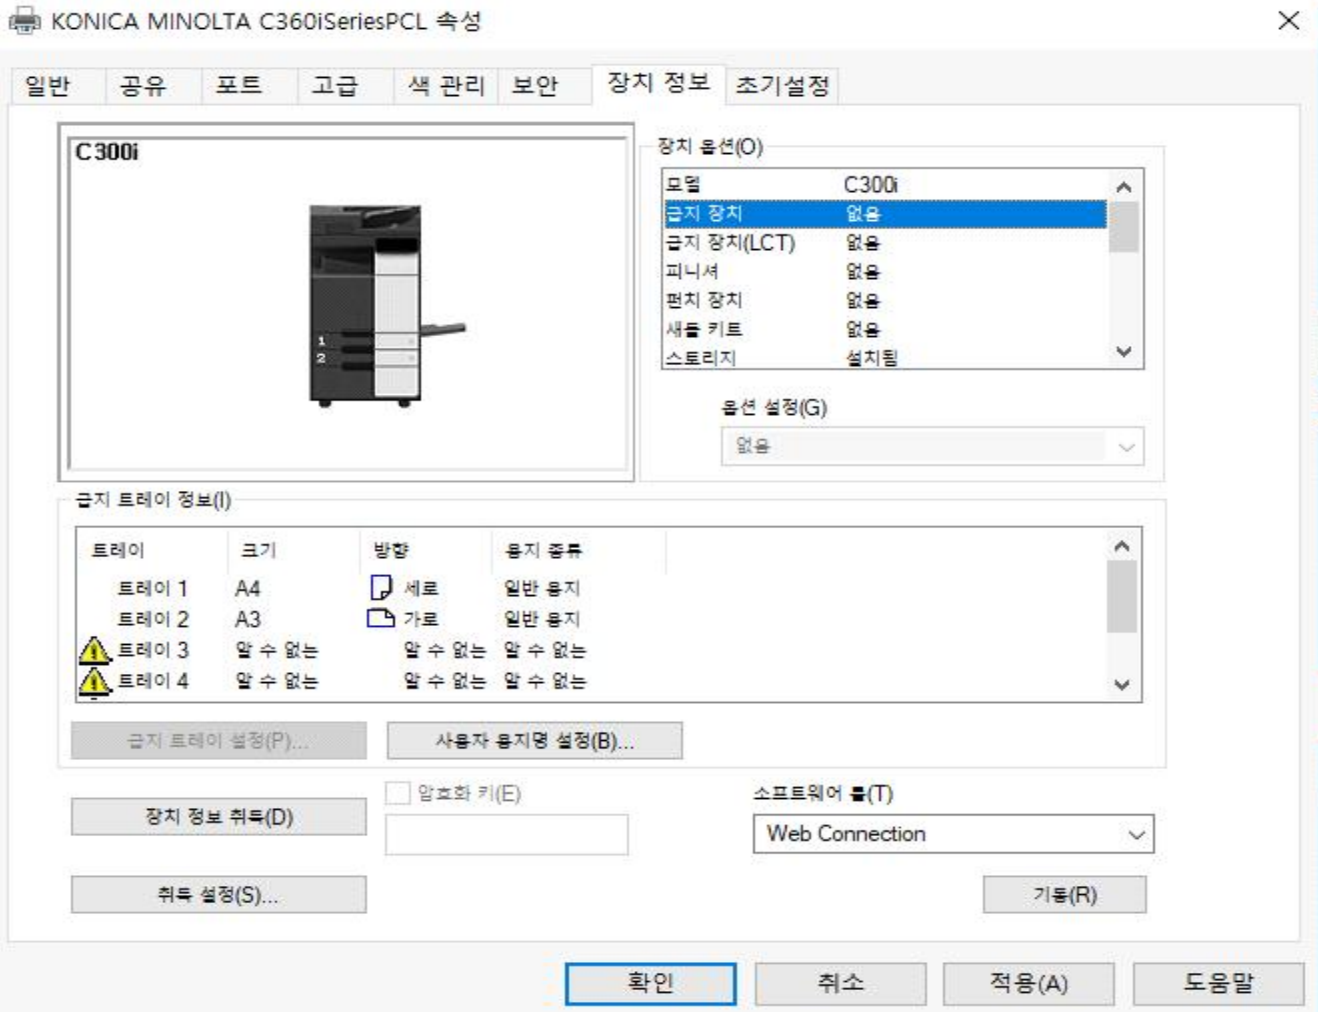 KONICA MINOLTA C360iSeriesPCL 속성
일반 공유 포트 고급 색 관리 보안 장치 정보 초기설정
C300i
1
2
장치 옵션(O)
모델 C300i
급지 장치 없음
급지 장치(LCT) 없음
피니셔 없음
펀치 장치 없음
새들 키트 없음
스토리지 설치됨
옵션 설정(G)
없음
급지 트레이 정보(I)
트레이 크기 방향 용지 종류
트레이 1 A4 세로 일반 용지
트레이 2 A3 가로 일반 용지
트레이 3 알 수 없는 알 수 없는 알 수 없는
트레이 4 알 수 없는 알 수 없는 알 수 없는
급지 트레이 설정(P)... 사용자 용지명 설정(B)...
장치 정보 취득(D)
암호화 키(E)
소프트웨어 툴(T)
Web Connection
취득 설정(S)...
기동(R)
확인 취소 적용(A) 도움말